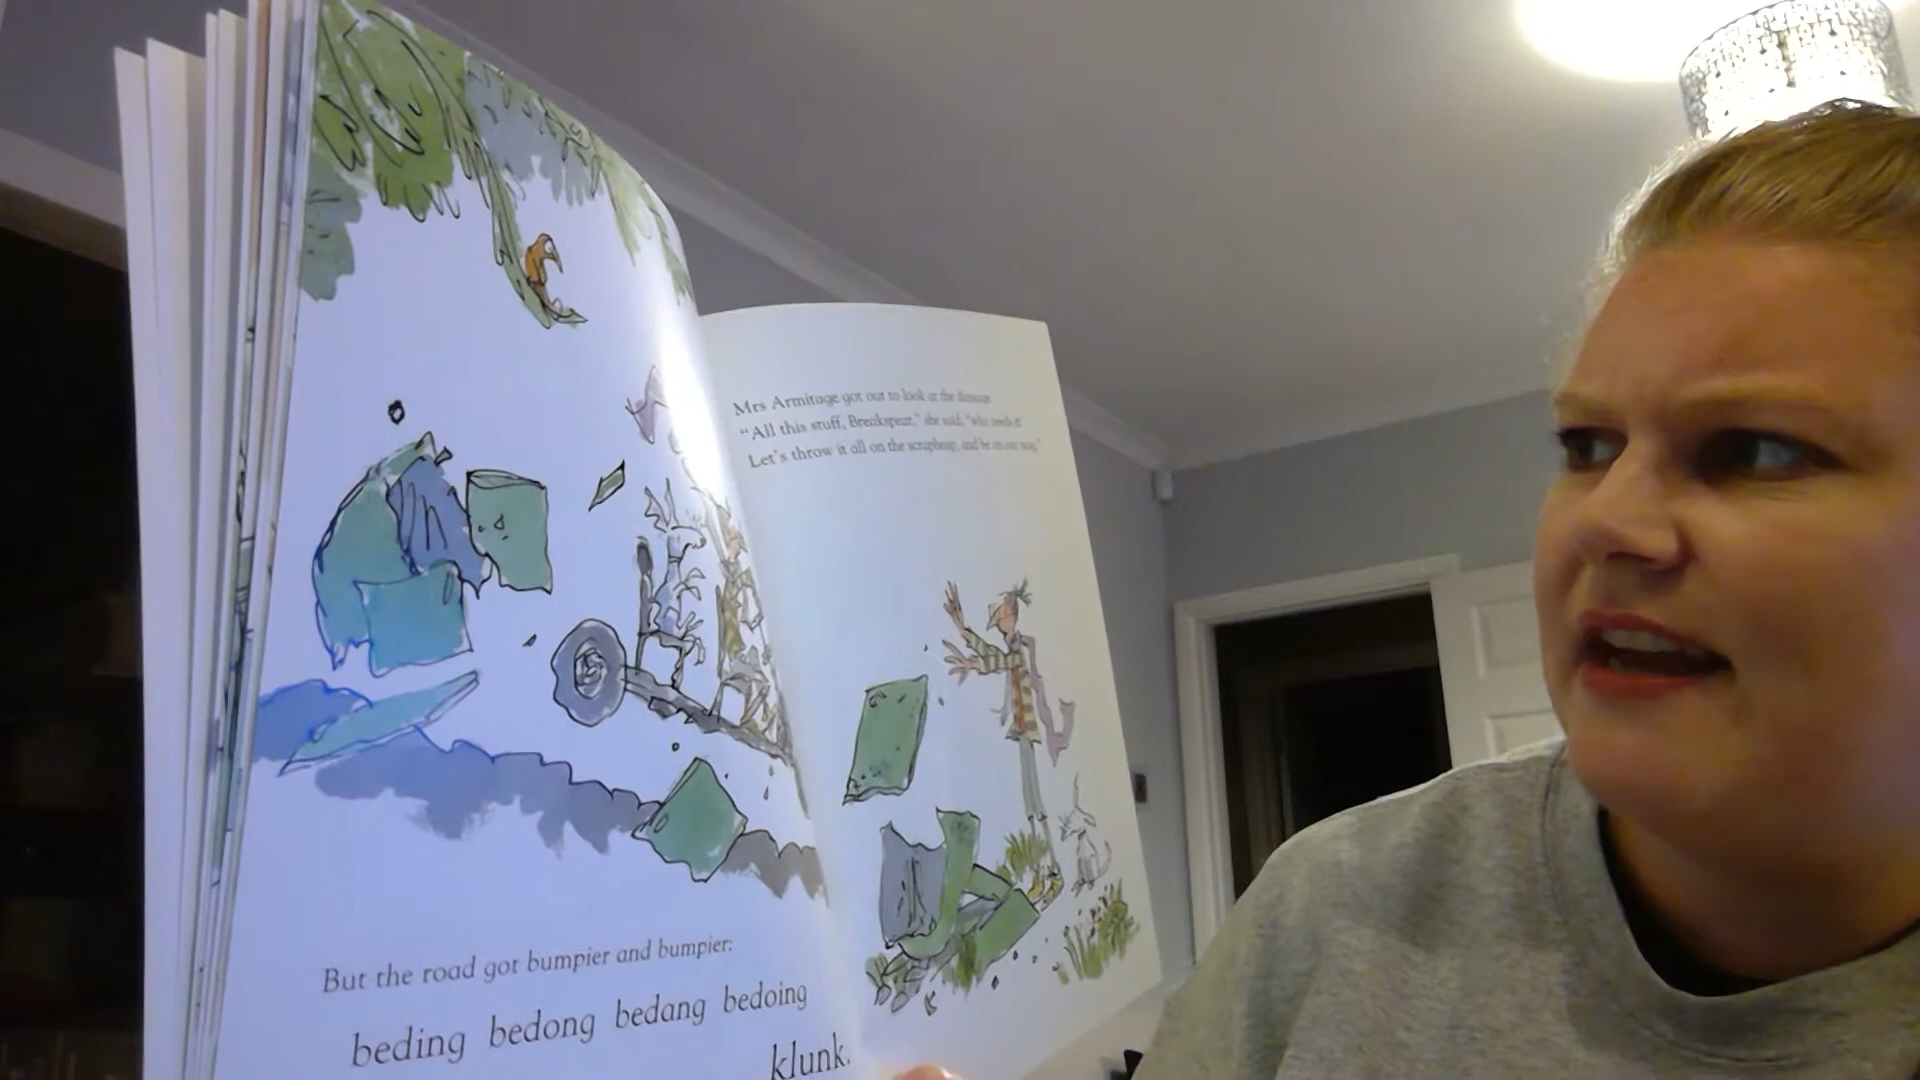 But the road got bumpier and bumpier:
beding bedong bedang bedoing
klunk.
Mrs Armitage got out to look at the damage.
“All this stuff, Breakspear,” she said, “who needs it?
Let’s throw it all on the scrapheap, and be on our way.”